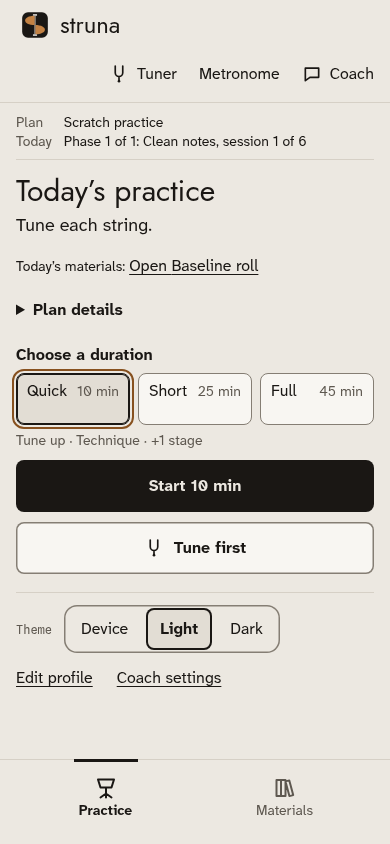 struna
Tuner Metronome Coach
Plan Scratch practice
Today Phase 1 of 1: Clean notes, session 1 of 6
Today’s practice
Tune each string.
Today’s materials: Open Baseline roll
Plan details
Choose a duration
Quick 10 min Short 25 min Full 45 min
Tune up · Technique · +1 stage
Start 10 min
Tune first
Theme Device Light Dark
Edit profile Coach settings
Practice Materials